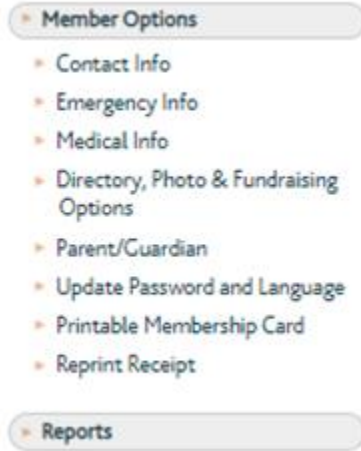 Member Options
Contact Info
Emergency Info
Medical Info
Directory, Photo & Fundraising
Options
Parent/Guardian
Update Password and Language
Printable Membership Card
Reprint Receipt
Reports